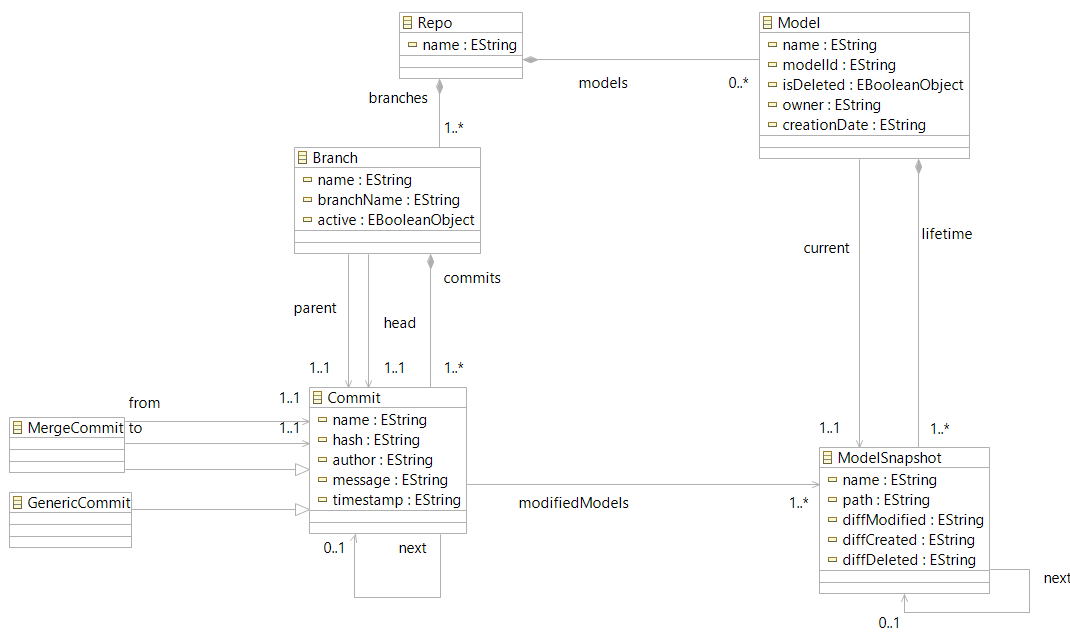 Repo
name : EString
Model
name : EString
modelId : EString
isDeleted : EBooleanObject
owner : EString
creationDate : EString
models
0..*
branches
1..*
Branch
name : EString
branchName : EString
active : EBooleanObject
current
lifetime
commits
parent
head
1..1
1..1
1..*
from
1..1
to
1..1
MergeCommit
GenericCommit
Commit
name : EString
hash : EString
author : EString
message : EString
timestamp : EString
modifiedModels
1..*
1..1
1..*
ModelSnapshot
name : EString
path : EString
diffModified : EString
diffCreated : EString
diffDeleted : EString
0..1
next
next
0..1